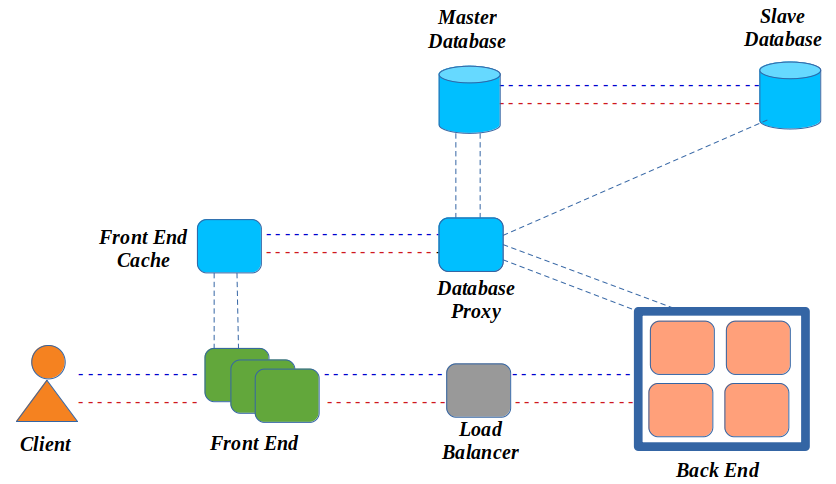 Master
Database
Slave
Database
Front End
Cache
Database
Proxy
Client
Front End
Load
Balancer
Back End